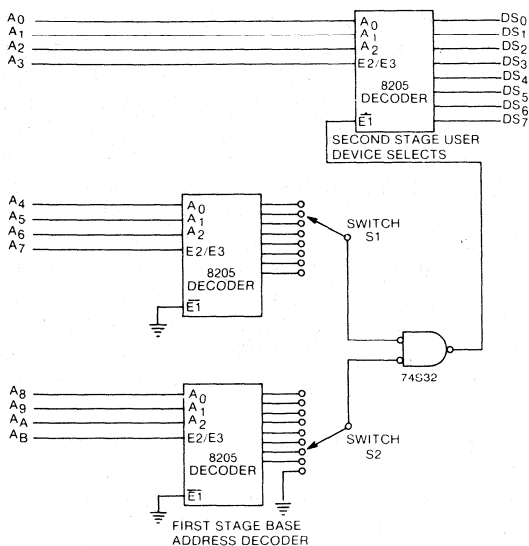 A0
A1
A2
A3
A0
A1
A2
E2/E3
8205
DECODER
E1
DS0
DS1
DS2
DS3
DS4
DS5
DS6
DS7
SECOND STAGE USER
DEVICE SELECTS
A4
A5
A6
A7
A0
A1
A2
E2/E3
8205
DECODER
E1
SWITCH
S1
74S32
A8
A9
AA
AB
A0
A1
A2
E2/E3
8205
DECODER
E1
SWITCH
S2
FIRST STAGE BASE
ADDRESS DECODER